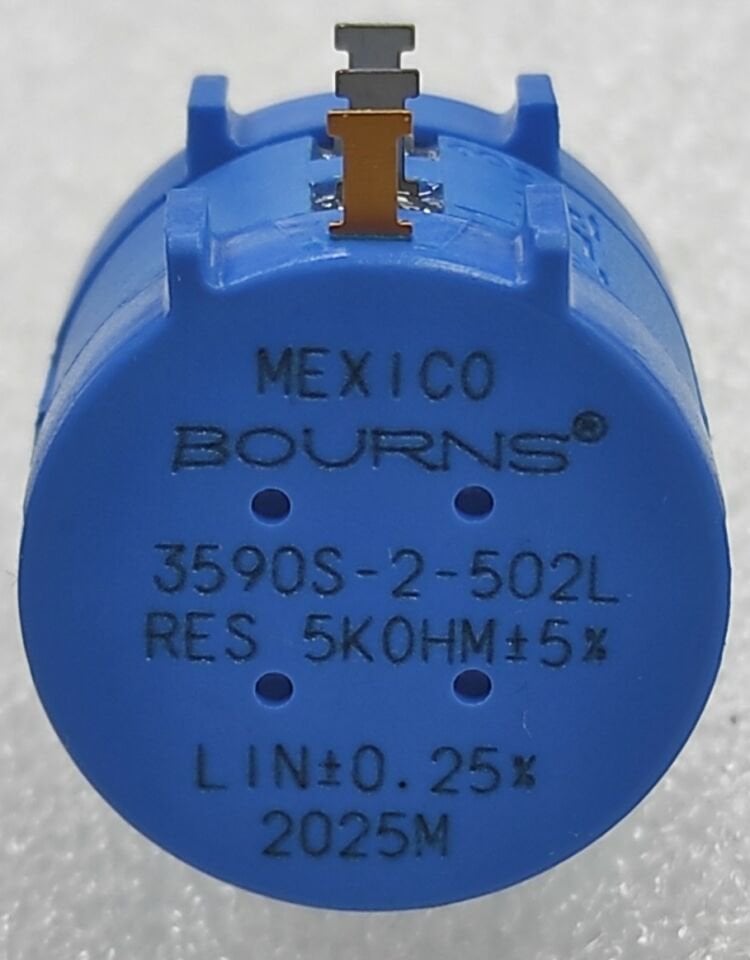 MEXICO
BOURNS®
3590S-2-502L
RES 5KOHM±5%
LIN±0.25%
2025M